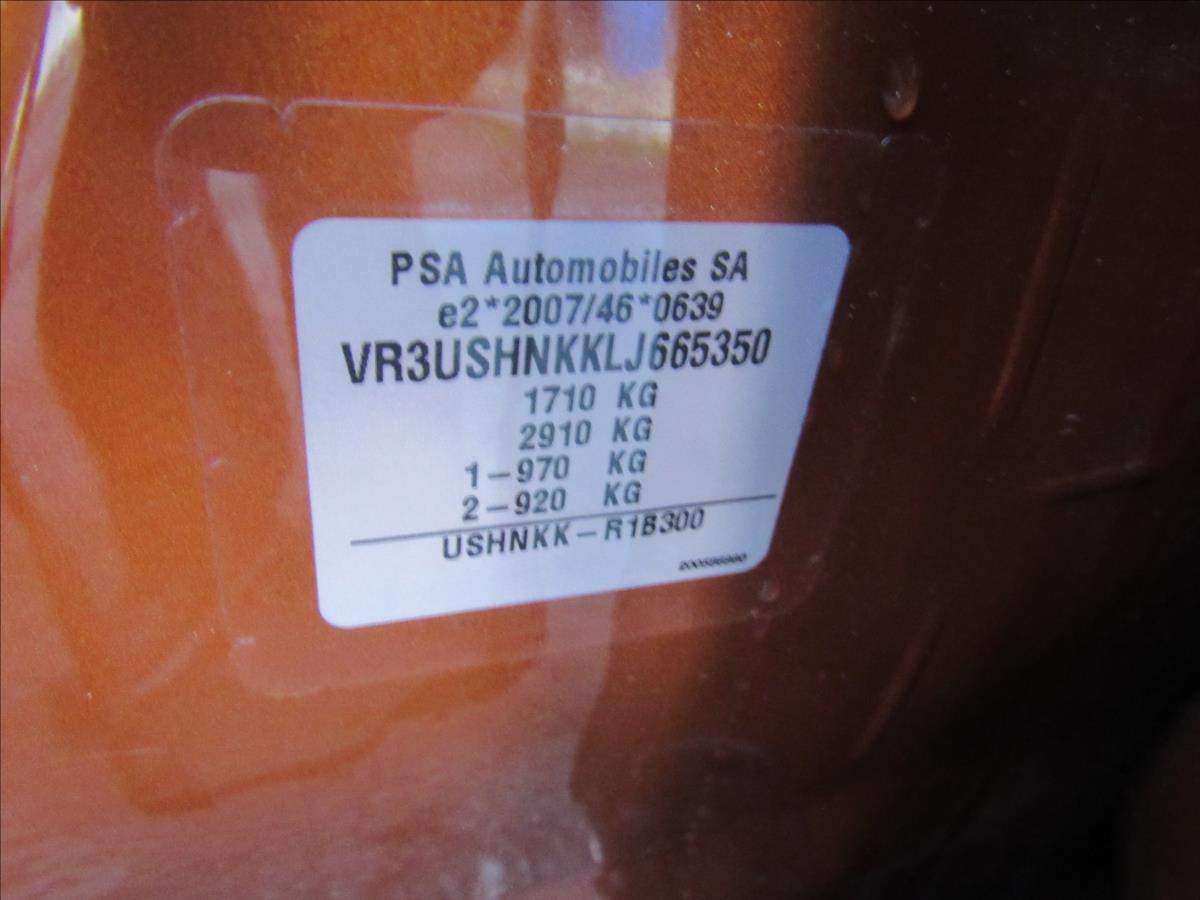 PSA Automobiles SA
e2*2007/46*0639
VR3USHNKKLJ665350
1710 KG
2910 KG
1-970 KG
2-920 KG
USHNKK-R1B300